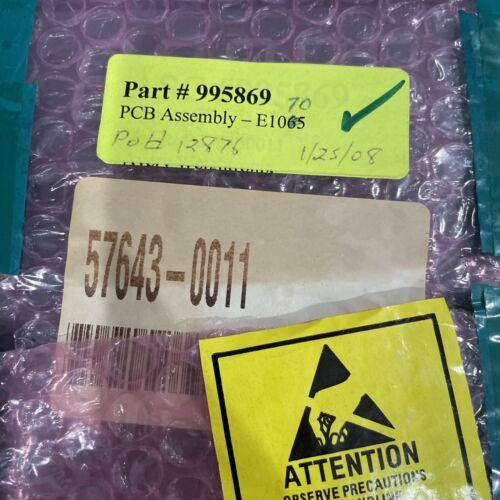 Part # 995869
70
PCB Assembly – E1065
Po# 12876 1/25/08
57643-0011
ATTENTION
OBSERVE PRECAUTIONS